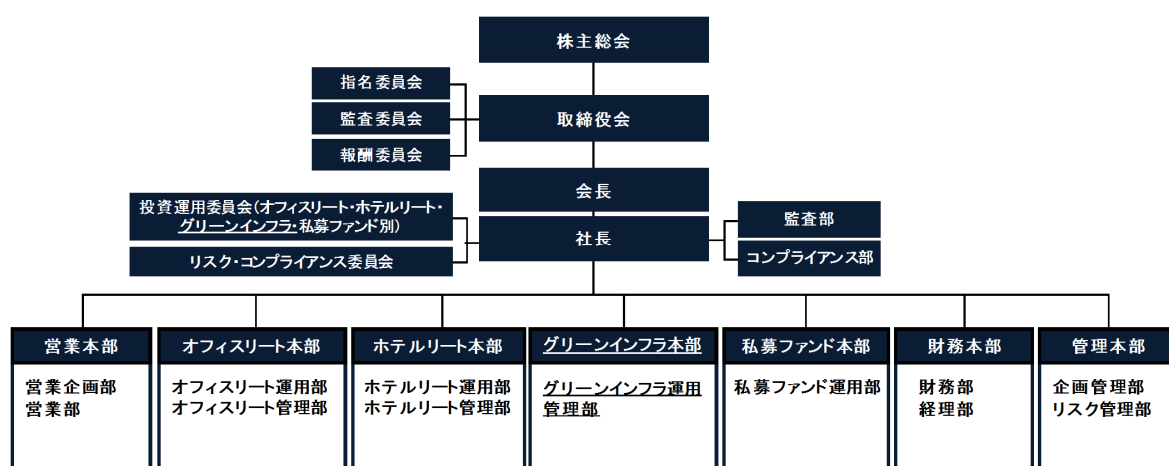 株主総会
指名委員会
監査委員会
報酬委員会
取締役会
会長
投資運用委員会(オフィスリート・ホテルリート・
グリーンインフラ・私募ファンド別)
リスク・コンプライアンス委員会
社長
監査部
コンプライアンス部
営業本部
営業企画部
営業部
オフィスリート本部
オフィスリート運用部
オフィスリート管理部
ホテルリート本部
ホテルリート運用部
ホテルリート管理部
グリーンインフラ本部
グリーンインフラ運用
管理部
私募ファンド本部
私募ファンド運用部
財務本部
財務部
経理部
管理本部
企画管理部
リスク管理部